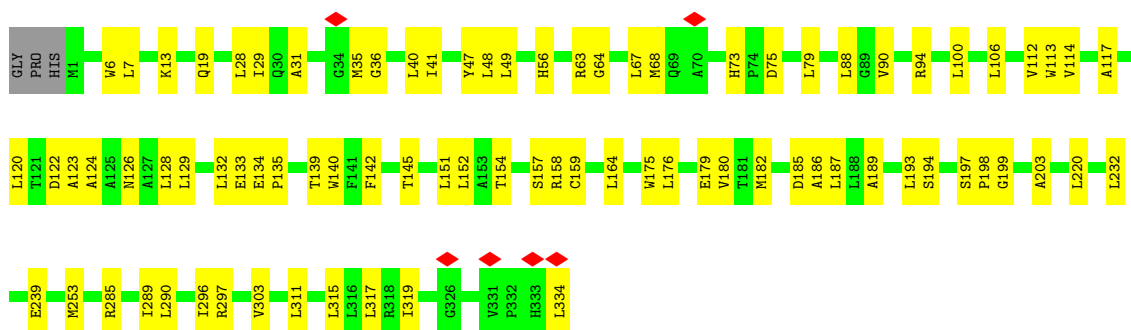 GLY PRO HIS M1 W6 L7 K13 Q19 L28 I29 Q30 A31 G34 M35 G36 L40 I41 Y47 L48 L49 H56 R63 G64 L67 M68 Q69 A70 H73 P74 D75 L79 L88 G89 V90 R94 L100 L106 V112 W113 V114 A117
L120 T121 D122 A123 A124 A125 N126 A127 L128 L129 L132 E133 E134 P135 T139 W140 F141 F142 T145 L151 L152 A153 T154 S157 R158 C159 L164 W175 L176 E179 V180 T181 M182 D185 A186 L187 L188 A189 L193 S194 S197 P198 G199 A203 L220 L232
E239 M253 R285 I289 L290 I296 R297 V303 L311 L315 L316 L317 R318 I319 G326 V331 P332 H333 L334